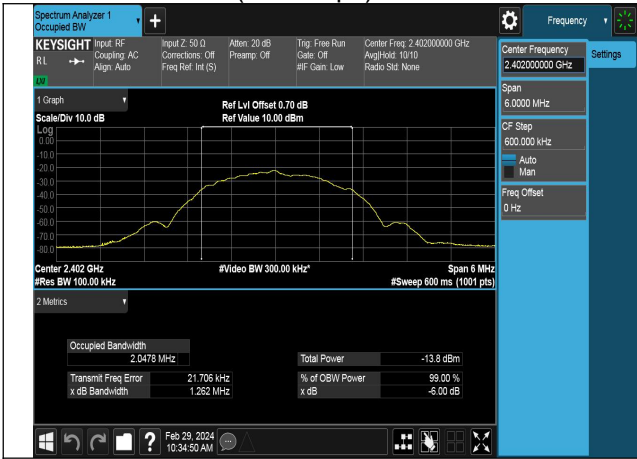 Spectrum Analyzer 1
Occupied BW
Frequency
KEYSIGHT
R L
LXI
Input: RF
Coupling: AC
Align: Auto
Input Z: 50 Ω
Corrections: Off
Freq Ref: Int (S)
Atten: 20 dB
Preamp: Off
Trig: Free Run
Gate: Off
#IF Gain: Low
Center Freq: 2.402000000 GHz
Avg|Hold: 10/10
Radio Std: None
Center Frequency
2.402000000 GHz
Settings
Span
6.0000 MHz
CF Step
600.000 kHz
Auto
Man
Freq Offset
0 Hz
1 Graph
Scale/Div 10.0 dB
Ref Lvl Offset 0.70 dB
Ref Value 10.00 dBm
Log
0.00
-10.0
-20.0
-30.0
-40.0
-50.0
-60.0
-70.0
-80.0
Center 2.402 GHz
#Res BW 100.00 kHz
#Video BW 300.00 kHz*
Span 6 MHz
#Sweep 600 ms (1001 pts)
2 Metrics
Occupied Bandwidth
2.0478 MHz
Total Power -13.8 dBm
Transmit Freq Error 21.706 kHz
% of OBW Power 99.00 %
x dB Bandwidth 1.262 MHz
x dB -6.00 dB
?
Feb 29, 2024
10:34:50 AM